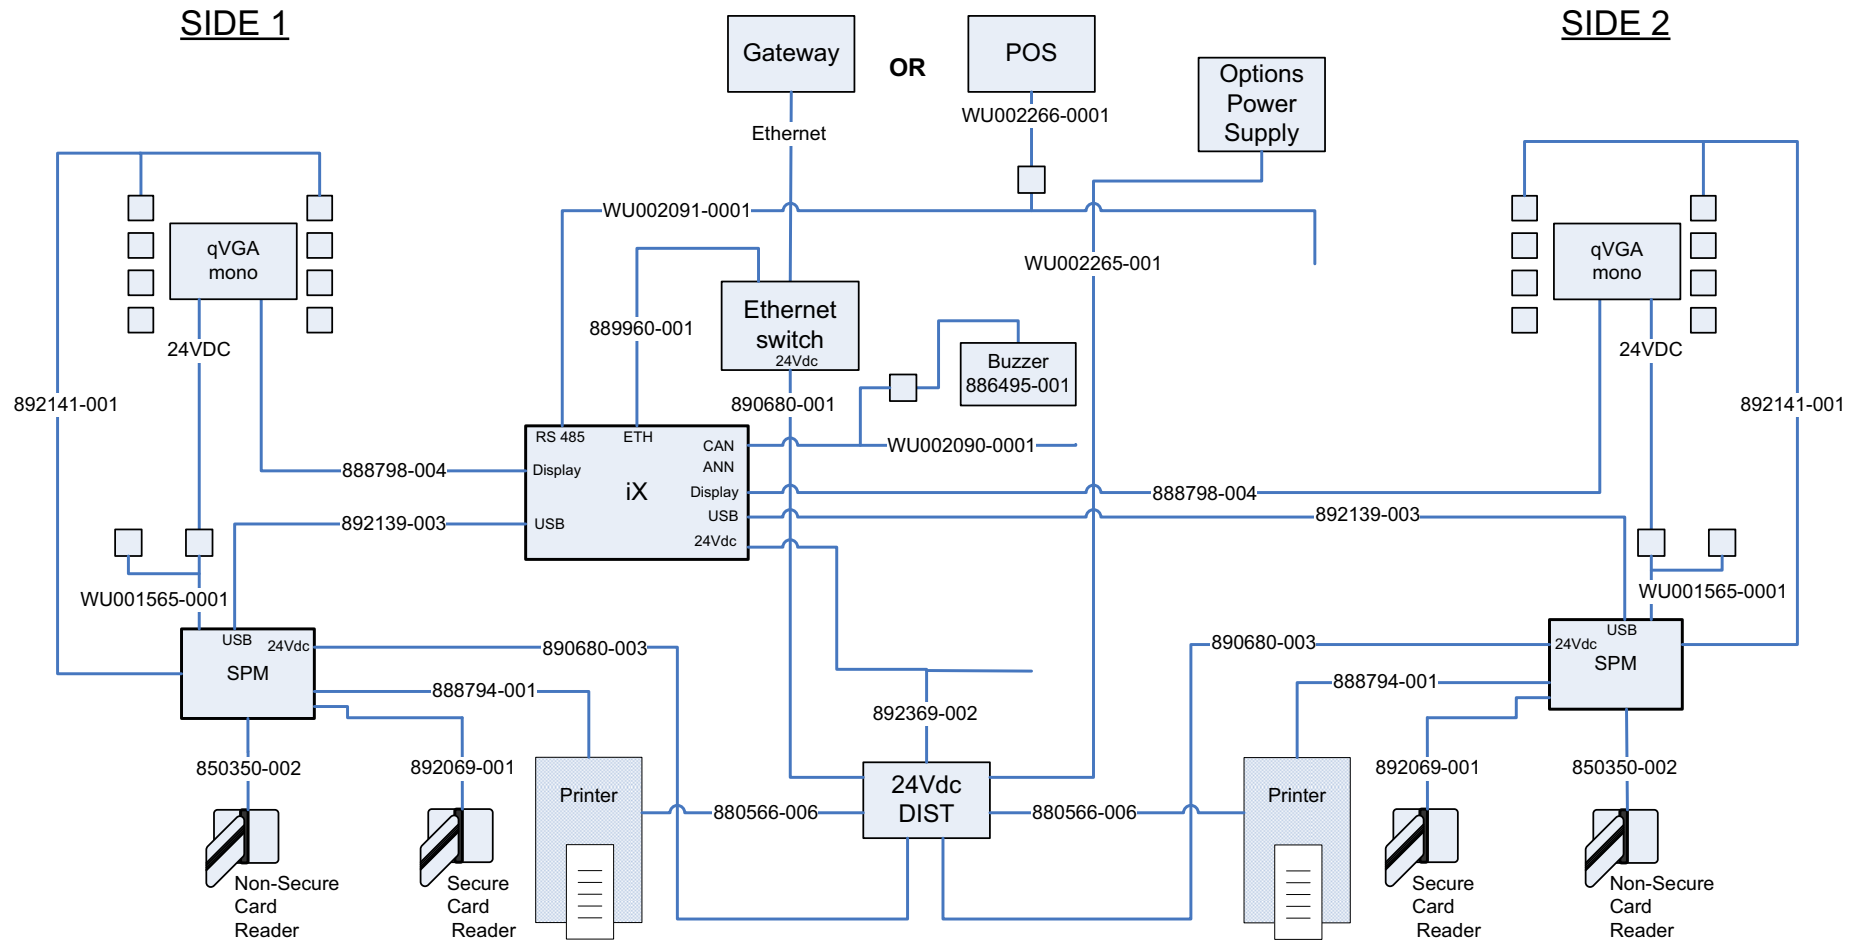 SIDE 1
SIDE 2
Gateway
OR
POS
Options
Power
Supply
WU002266-0001
Ethernet
WU002091-0001
qVGA
mono
WU002265-001
qVGA
mono
Ethernet
switch
24Vdc
889960-001
24VDC
24VDC
Buzzer
886495-001
892141-001
890680-001
892141-001
RS 485
ETH
CAN
WU002090-0001
888798-004
Display
ANN
iX
Display
888798-004
892139-003
USB
USB
892139-003
24Vdc
WU001565-0001
WU001565-0001
USB
24Vdc
SPM
890680-003
890680-003
USB
24Vdc
SPM
888794-001
888794-001
892369-002
850350-002
892069-001
892069-001
850350-002
Printer
880566-006
24Vdc
DIST
880566-006
Printer
Non-Secure
Card
Reader
Secure
Card
Reader
Secure
Card
Reader
Non-Secure
Card
Reader